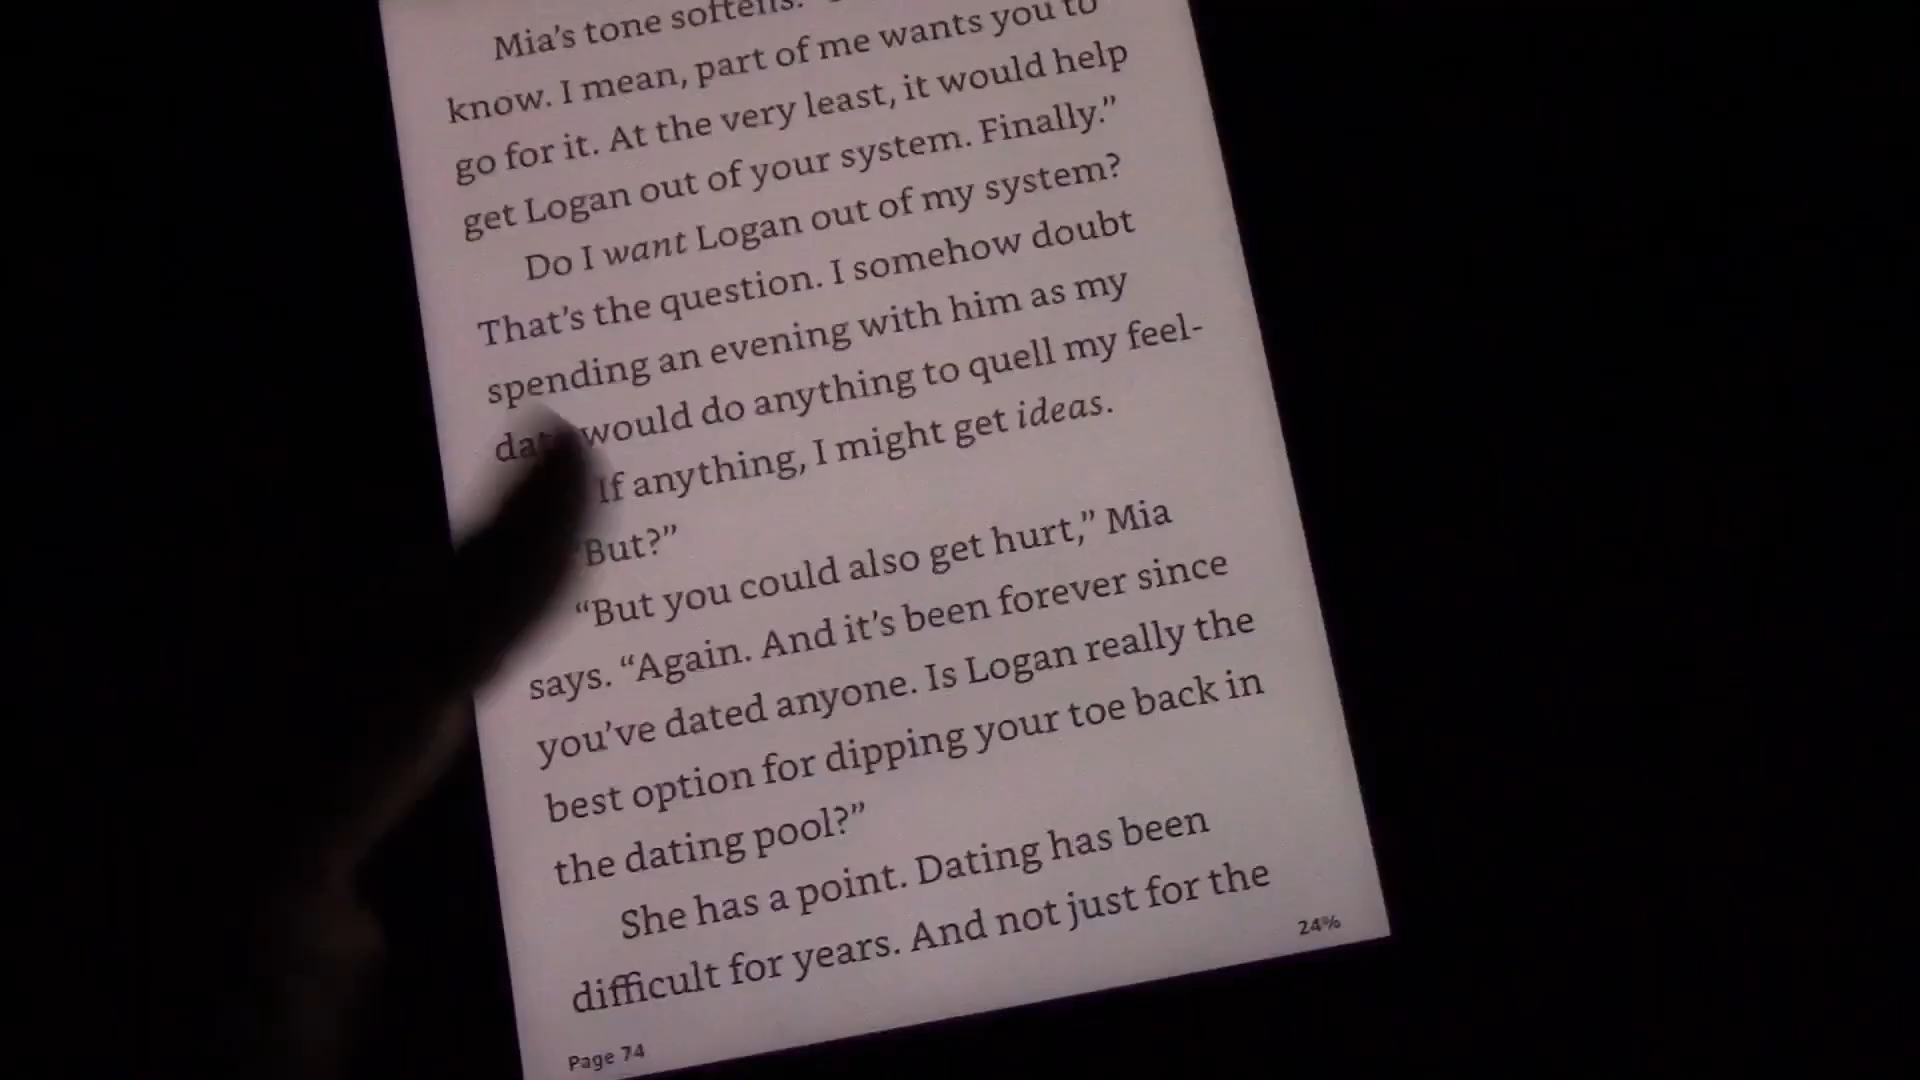 Mia's tone softens.
know. I mean, part of me wants you to
go for it. At the very least, it would help
get Logan out of your system. Finally.”
Do I want Logan out of my system?
That's the question. I somehow doubt
spending an evening with him as my
date would do anything to quell my feel-
If anything, I might get ideas.
“But?”
“But you could also get hurt,” Mia
says. “Again. And it's been forever since
you've dated anyone. Is Logan really the
best option for dipping your toe back in
the dating pool?”
She has a point. Dating has been
difficult for years. And not just for the
24%
Page 74